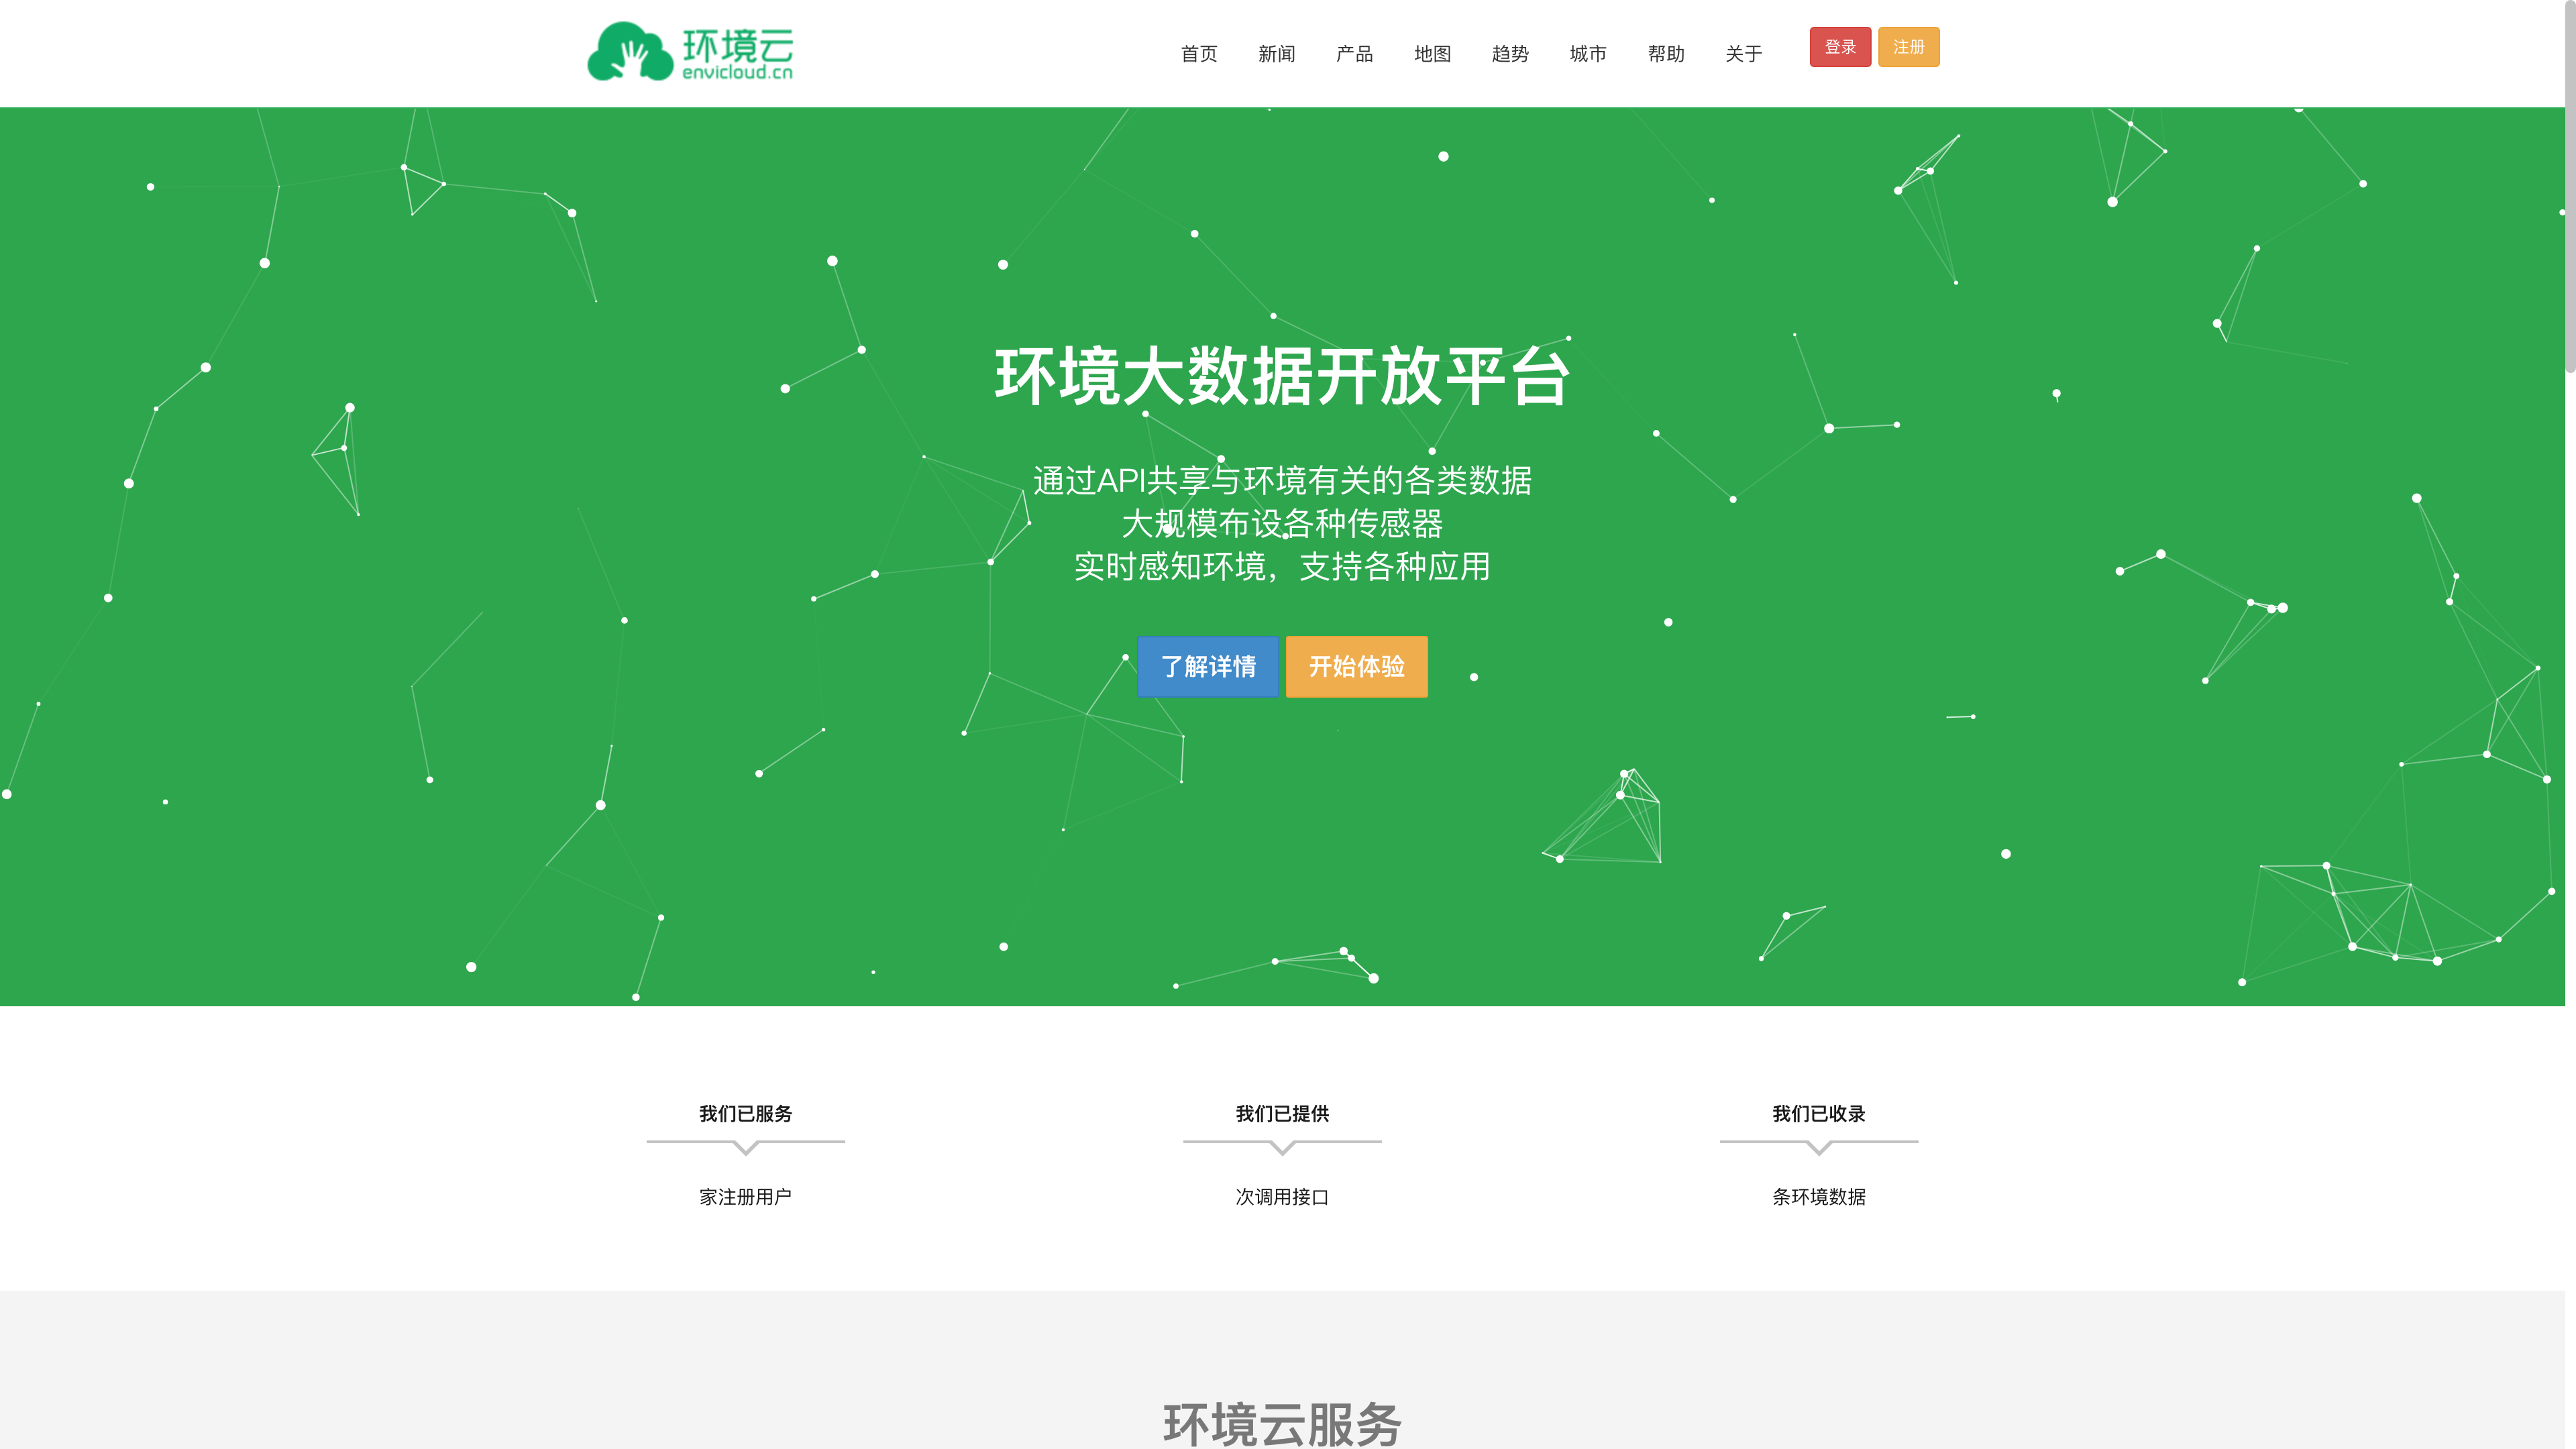 环境云
envicloud.cn
首页 新闻 产品 地图 趋势 城市 帮助 关于 登录 注册
环境大数据开放平台
通过API共享与环境有关的各类数据
大规模布设各种传感器
实时感知环境，支持各种应用
了解详情 开始体验
我们已服务 我们已提供 我们已收录
家注册用户 次调用接口 条环境数据
环境云服务